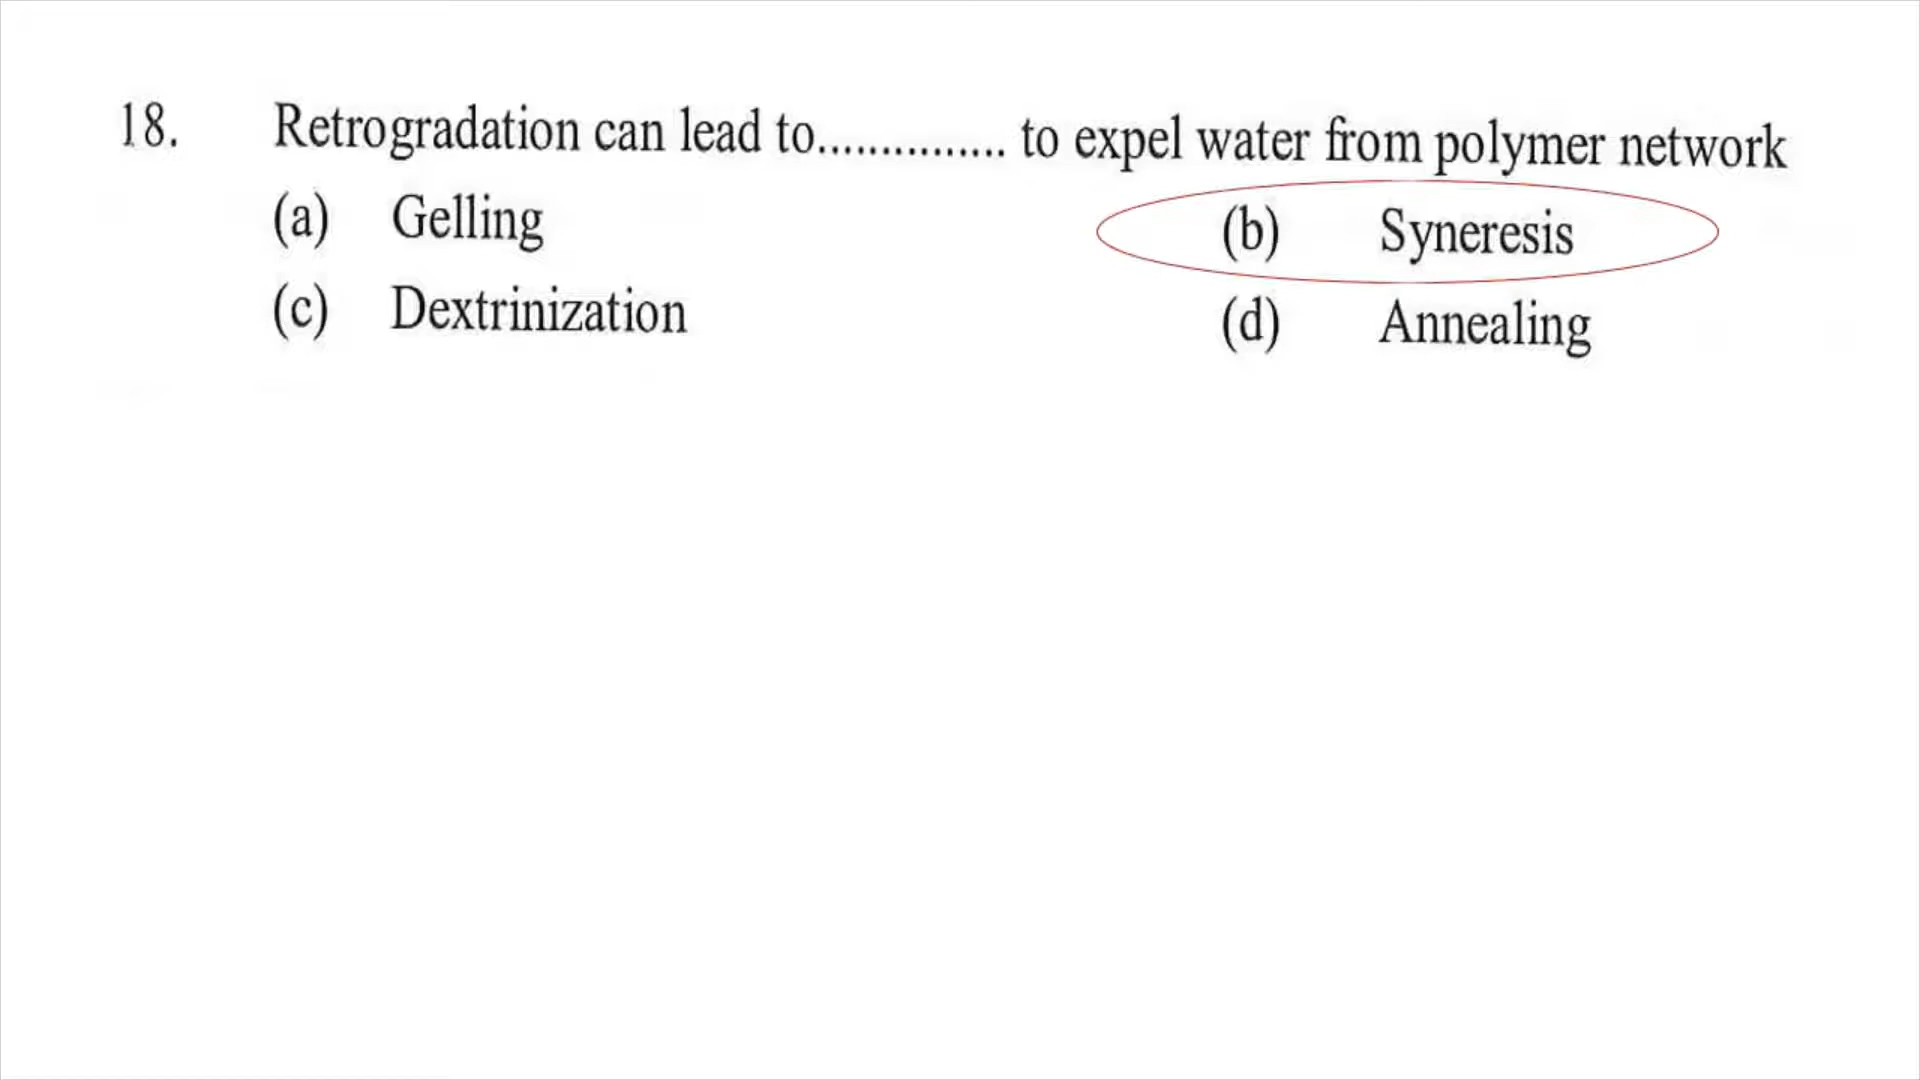 18. Retrogradation can lead to............... to expel water from polymer network
(a) Gelling (b) Syneresis
(c) Dextrinization (d) Annealing